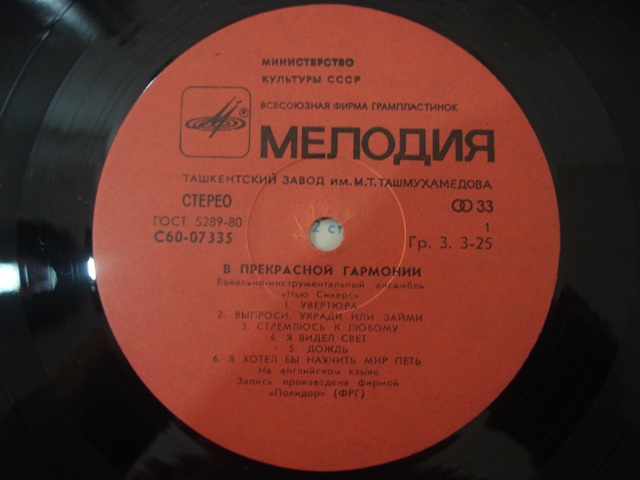 МИНИСТЕРСТВО
КУЛЬТУРЫ СССР
ВСЕСОЮЗНАЯ ФИРМА ГРАМПЛАСТИНОК
®
МЕЛОДИЯ
ТАШКЕНТСКИЙ ЗАВОД ИМ. М.Т. ТАШМУХАМЕДОВА
СТЕРЕО
33
ГОСТ 5289-80
2 СТ
1
С60-07335
Гр. 3. 3-25
В ПРЕКРАСНОЙ ГАРМОНИИ
Вокально-инструментальный ансамбль
«Нью Сикерс»
1. УВЕРТЮРА
2. ВЫПРОСИ, УКРАДИ ИЛИ ЗАЙМИ
3. СТРЕМЛЮСЬ К ЛЮБОМУ
4. Я ВИДЕЛ СВЕТ
5. ДОЖДЬ
6. Я ХОТЕЛ БЫ НАУЧИТЬ МИР ПЕТЬ
На английском языке
Запись произведена фирмой
«Полидор» (ФРГ)